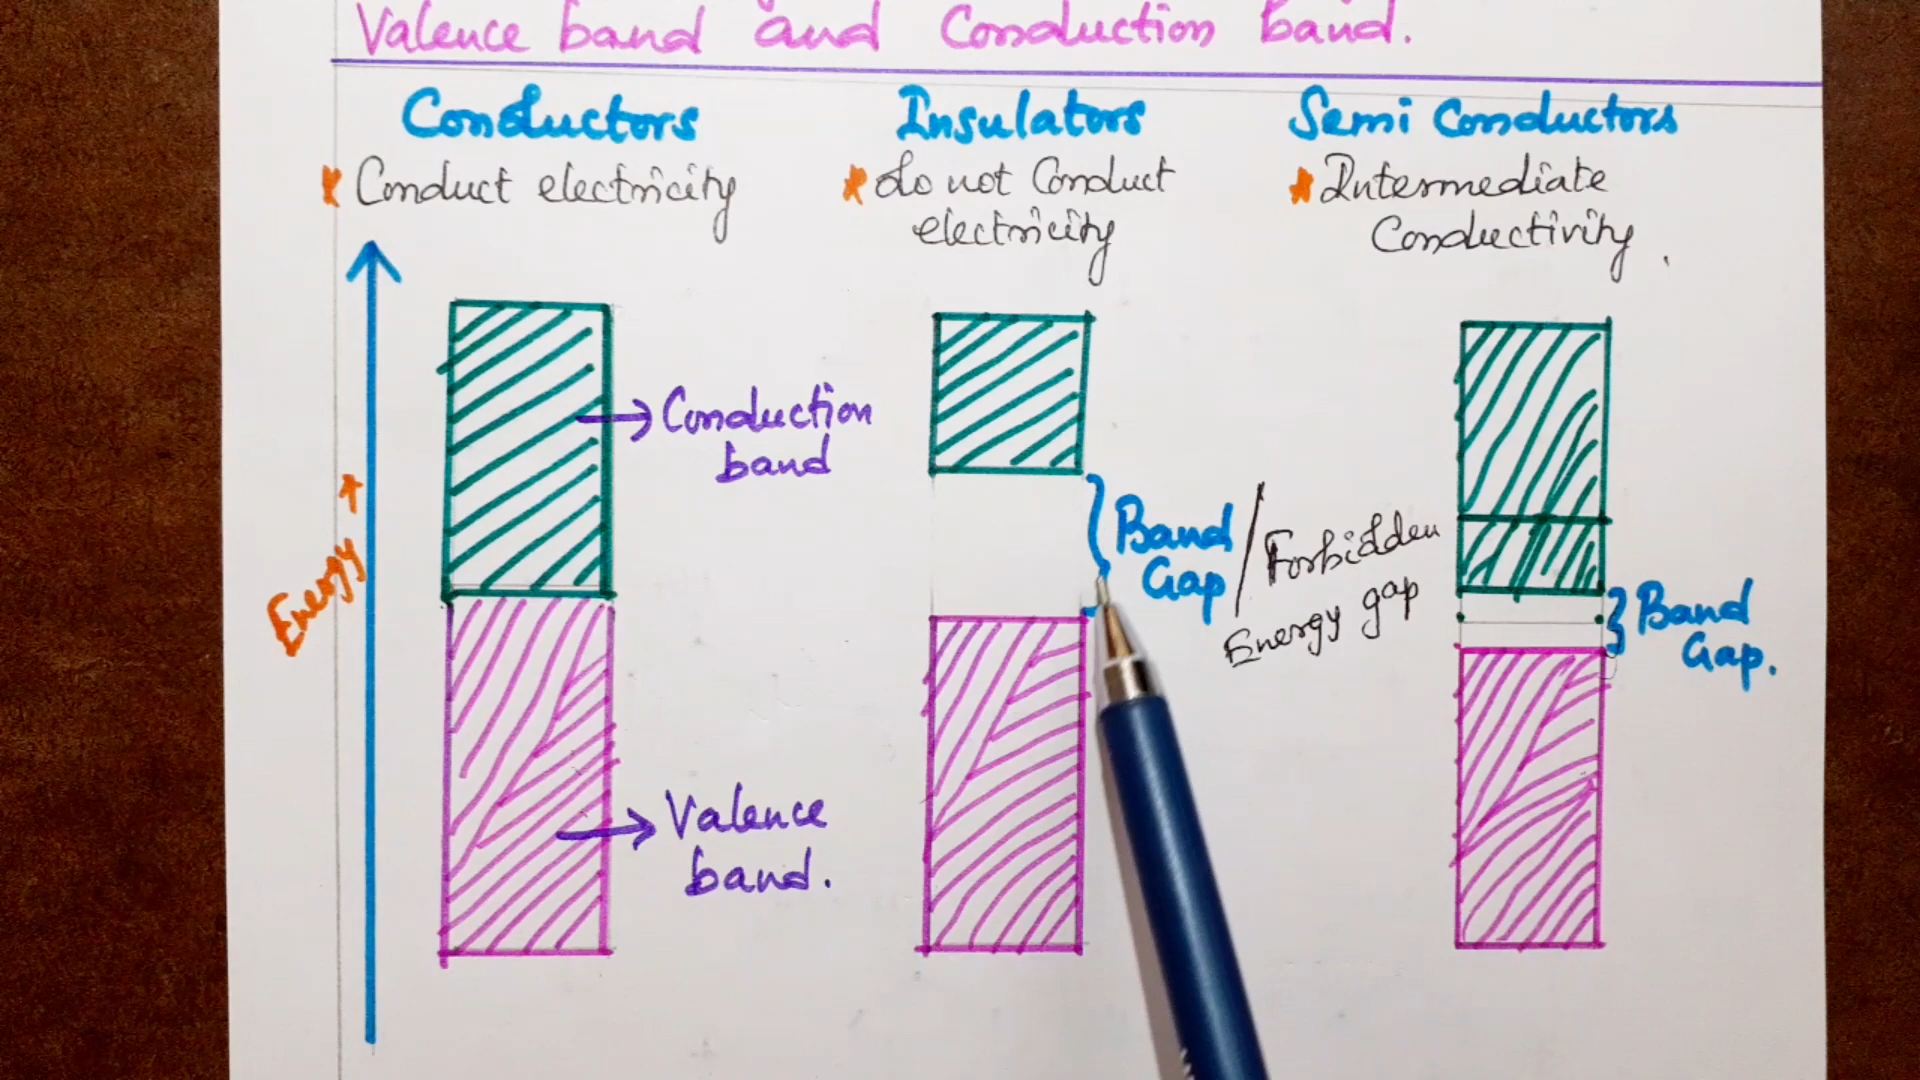 Valence band and Conduction band.
Conductors
* Conduct electricity
Insulators
* do not Conduct
electricity
Semi Conductors
* Intermediate
Conductivity.
Energy →
Conduction
band
Valence
band.
Band
Gap /
Forbidden
Energy gap
Band
Gap.